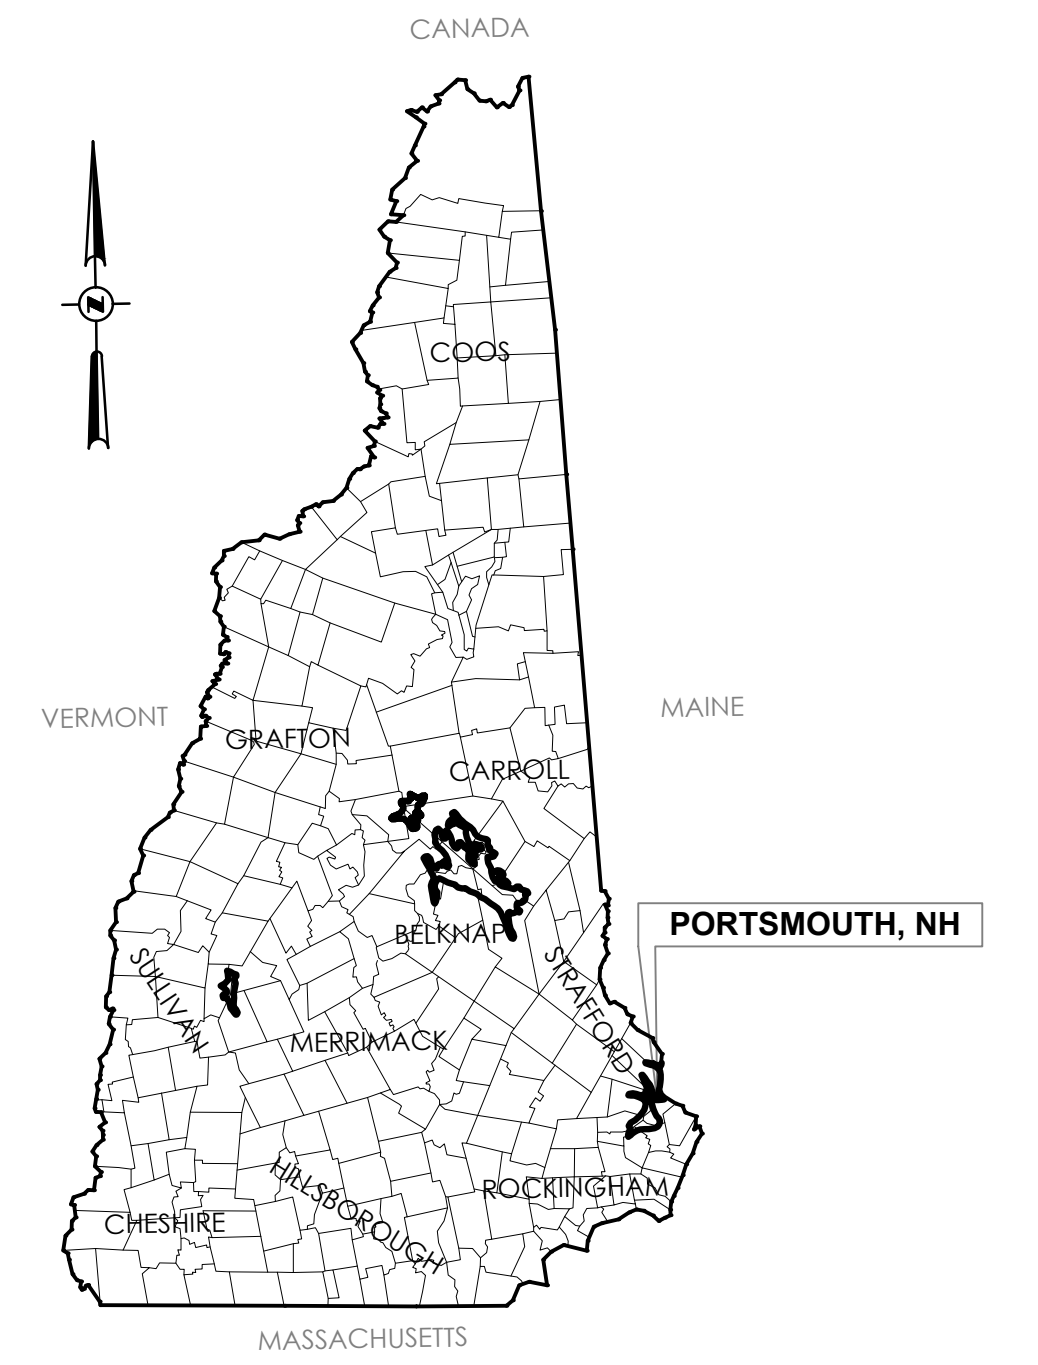 CANADA
N
COOS
VERMONT
MAINE
GRAFTON
CARROLL
PORTSMOUTH, NH
BELKNAP
STRAFFORD
SULLIVAN
MERRIMACK
HILLSBOROUGH
ROCKINGHAM
CHESHIRE
MASSACHUSETTS